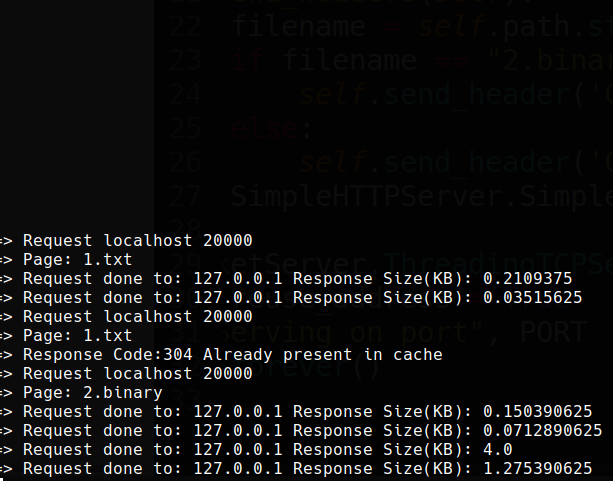 end_headers(self):
22 filename = self.path.
23 if filename == "2.binar
24 self.send_header('C
25 else:
26 self.send_header('C
27 SimpleHTTPServer.Simple
28
=> Request localhost 20000
=> Page: 1.txt
29 etServer.ThreadingTCPSe
=> Request done to: 127.0.0.1 Response Size(KB): 0.2109375
=> Request done to: 127.0.0.1 Response Size(KB): 0.03515625
=> Request localhost 20000
=> Page: 1.txt
serving on port", PORT
=> Response Code:304 Already present in cache
=> Request localhost 20000
forever()
=> Page: 2.binary
=> Request done to: 127.0.0.1 Response Size(KB): 0.150390625
=> Request done to: 127.0.0.1 Response Size(KB): 0.0712890625
=> Request done to: 127.0.0.1 Response Size(KB): 4.0
=> Request done to: 127.0.0.1 Response Size(KB): 1.275390625